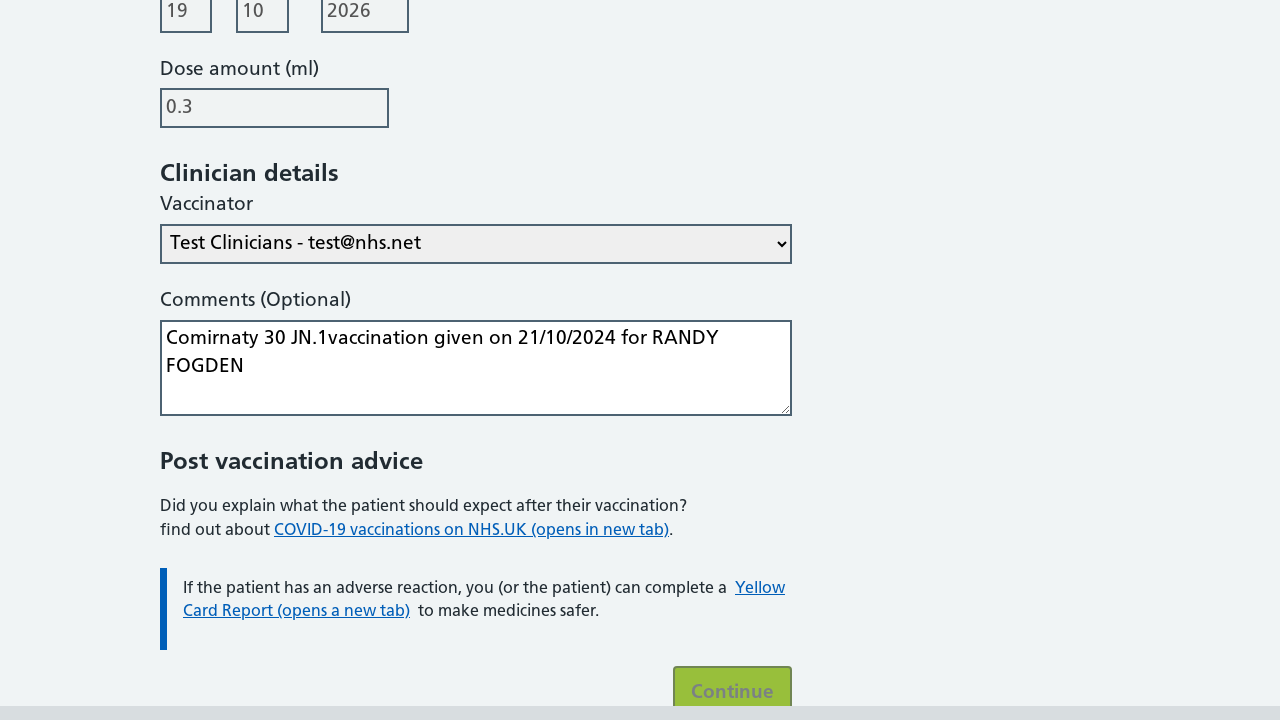 19 10 2026
Dose amount (ml)
0.3
Clinician details
Vaccinator
Test Clinicians - test@nhs.net
Comments (Optional)
Comirnaty 30 JN.1vaccination given on 21/10/2024 for RANDY
FOGDEN
Post vaccination advice
Did you explain what the patient should expect after their vaccination?
find out about COVID-19 vaccinations on NHS.UK (opens in new tab).
If the patient has an adverse reaction, you (or the patient) can complete a Yellow
Card Report (opens a new tab) to make medicines safer.
Continue